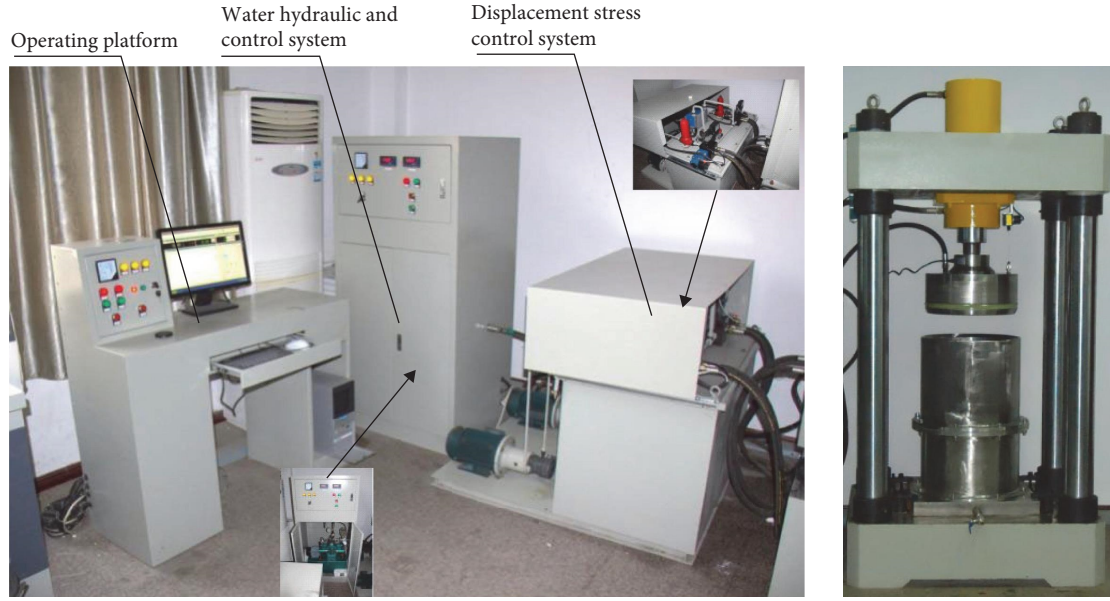 Operating platform
Water hydraulic and
control system
Displacement stress
control system